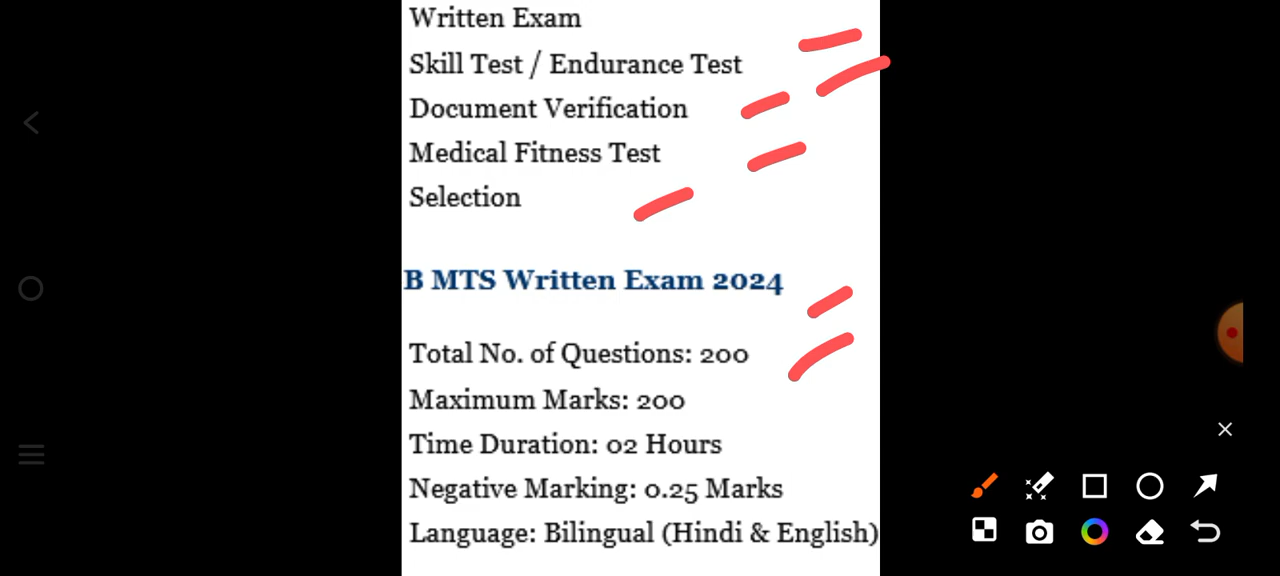 Written Exam
Skill Test / Endurance Test
Document Verification
Medical Fitness Test
Selection
B MTS Written Exam 2024
Total No. of Questions: 200
Maximum Marks: 200
Time Duration: 02 Hours
Negative Marking: 0.25 Marks
Language: Bilingual (Hindi & English)